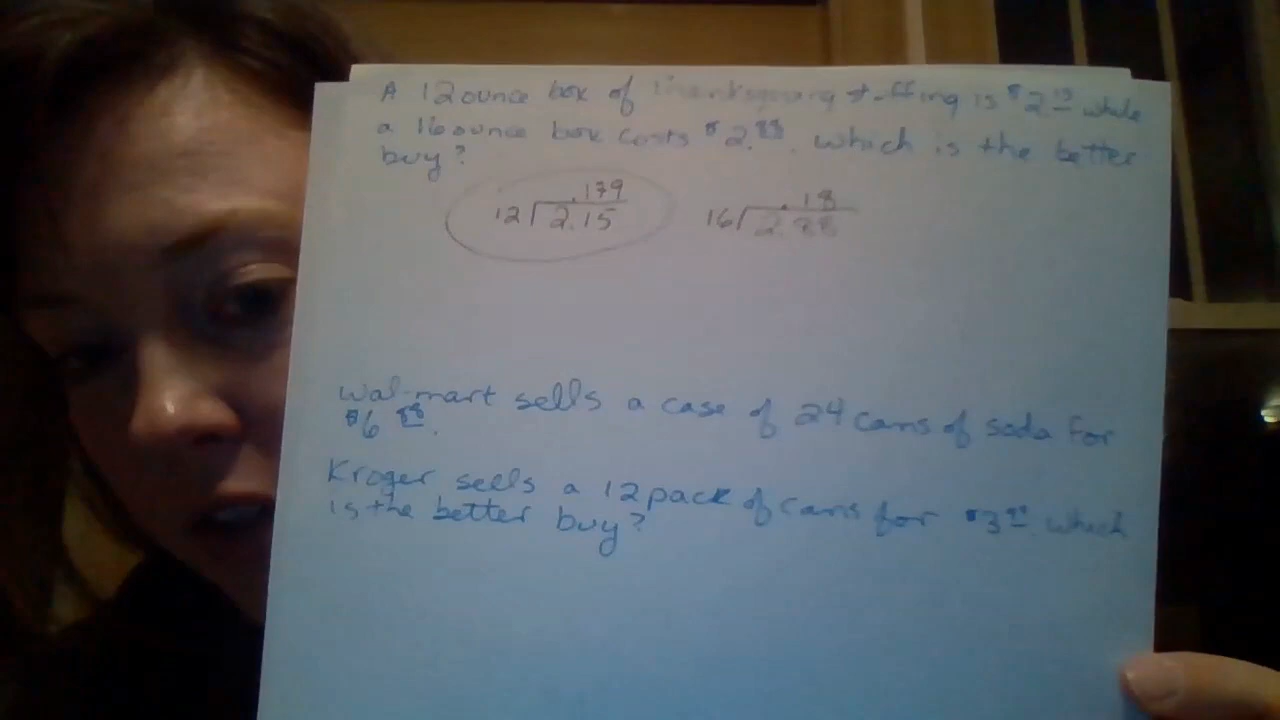 A 12 ounce box of Thanksgiving stuffing is $2.15 while
a 16 ounce box costs $2.88. which is the better
buy?
.179
12 2.15
.18
16 2.88
Walmart sells a case of 24 cans of soda for
$6 88.
Kroger sells a 12 pack of cans for $3 which
is the better buy?